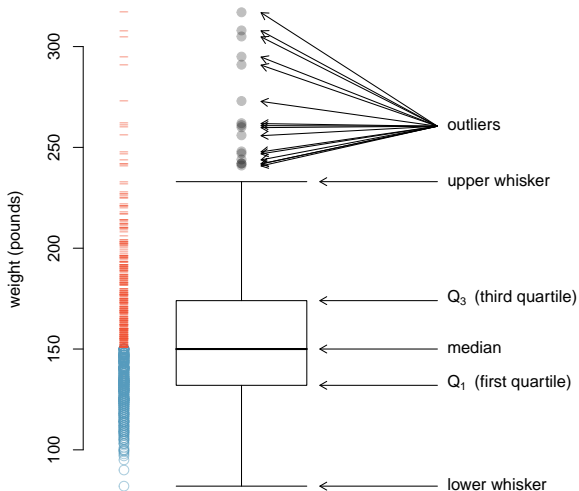 weight (pounds)
300
250
200
150
100
outliers
upper whisker
Q₃ (third quartile)
median
Q₁ (first quartile)
lower whisker